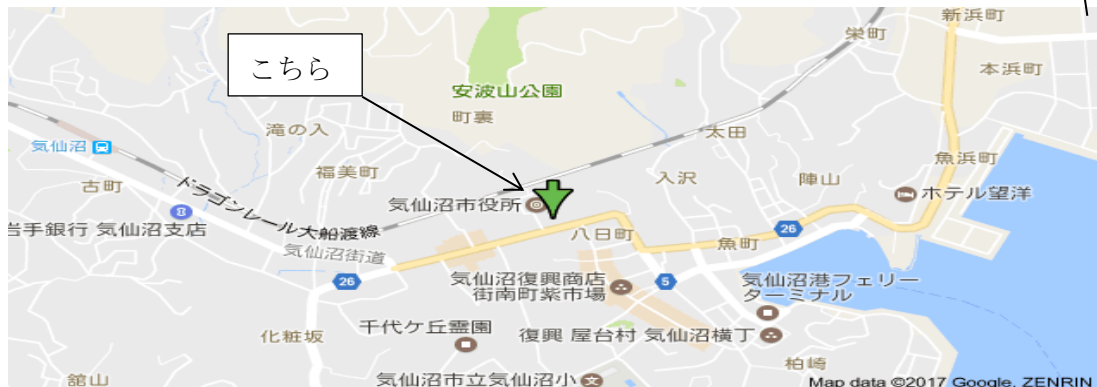 新浜町
栄町
こちら
本浜町
安波山公園
町裏
滝の入
太田
気仙沼
魚浜町
福美町
入沢
陣山
古町
ホテル望洋
ドラゴンレール大船渡線
気仙沼市役所
岩手銀行 気仙沼支店
八日町
26
気仙沼街道
魚町
26
気仙沼復興商店
街南町紫市場
5
気仙沼港フェリー
ターミナル
千代ケ丘霊園
化粧坂
復興 屋台村 気仙沼横丁
柏崎
舘山
気仙沼市立気仙沼小
Map data ©2017 Google, ZENRIN